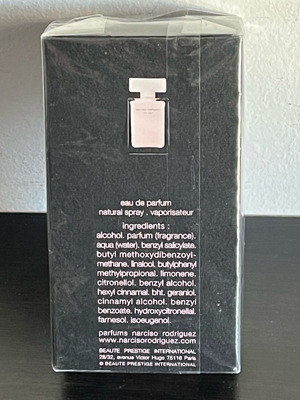 eau de parfum
natural spray . vaporisateur
ingredients :
alcohol. parfum (fragrance).
aqua (water). benzyl salicylate.
butyl methoxydibenzoyl-
methane. linalool. butylphenyl
methylpropional. limonene.
citronellol. benzyl alcohol.
hexyl cinnamal. bht. geraniol.
cinnamyl alcohol. benzyl
benzoate. hydroxycitronellal.
farnesol. isoeugenol.
parfums narciso rodriguez
www.narcisorodriguez.com
BEAUTE PRESTIGE INTERNATIONAL
28/32, avenue Victor Hugo 75116 Paris
© BEAUTE PRESTIGE INTERNATIONAL